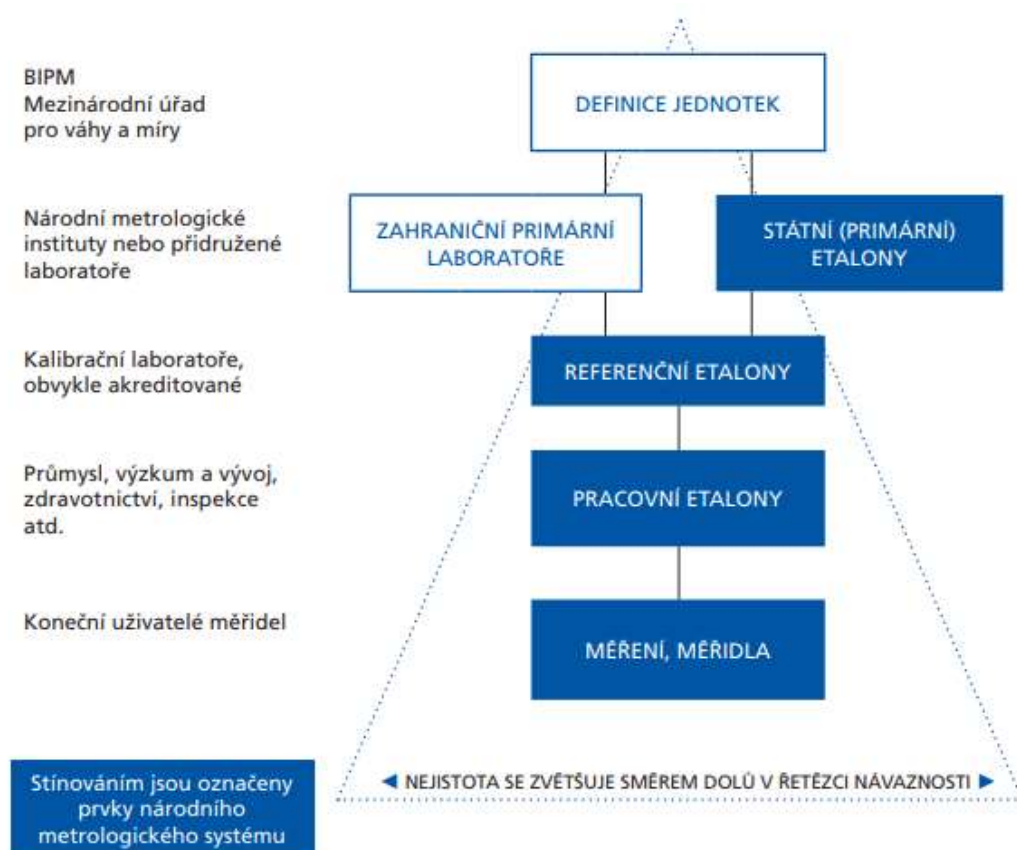 BIPM
Mezinárodní úřad
pro váhy a míry
DEFINICE JEDNOTEK
Národní metrologické
instituty nebo přidružené
laboratoře
ZAHRANIČNÍ PRIMÁRNÍ
LABORATOŘE
STÁTNÍ (PRIMÁRNÍ)
ETALONY
Kalibrační laboratoře,
obvykle akreditované
REFERENČNÍ ETALONY
Průmysl, výzkum a vývoj,
zdravotnictví, inspekce
atd.
PRACOVNÍ ETALONY
Koneční uživatelé měřidel
MĚŘENÍ, MĚŘIDLA
Stínováním jsou označeny
prvky národního
metrologického systému
◄ NEJISTOTA SE ZVĚTŠUJE SMĚREM DOLŮ V ŘETĚZCI NÁVAZNOSTI ►